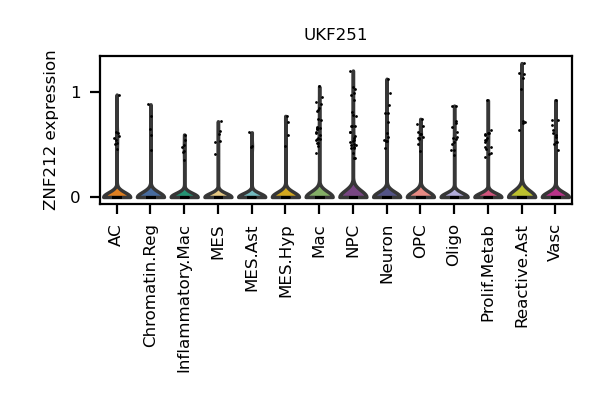 UKF251
ZNF212 expression
1
0
AC
Chromatin.Reg
Inflammatory.Mac
MES
MES.Ast
MES.Hyp
Mac
NPC
Neuron
OPC
Oligo
Prolif.Metab
Reactive.Ast
Vasc